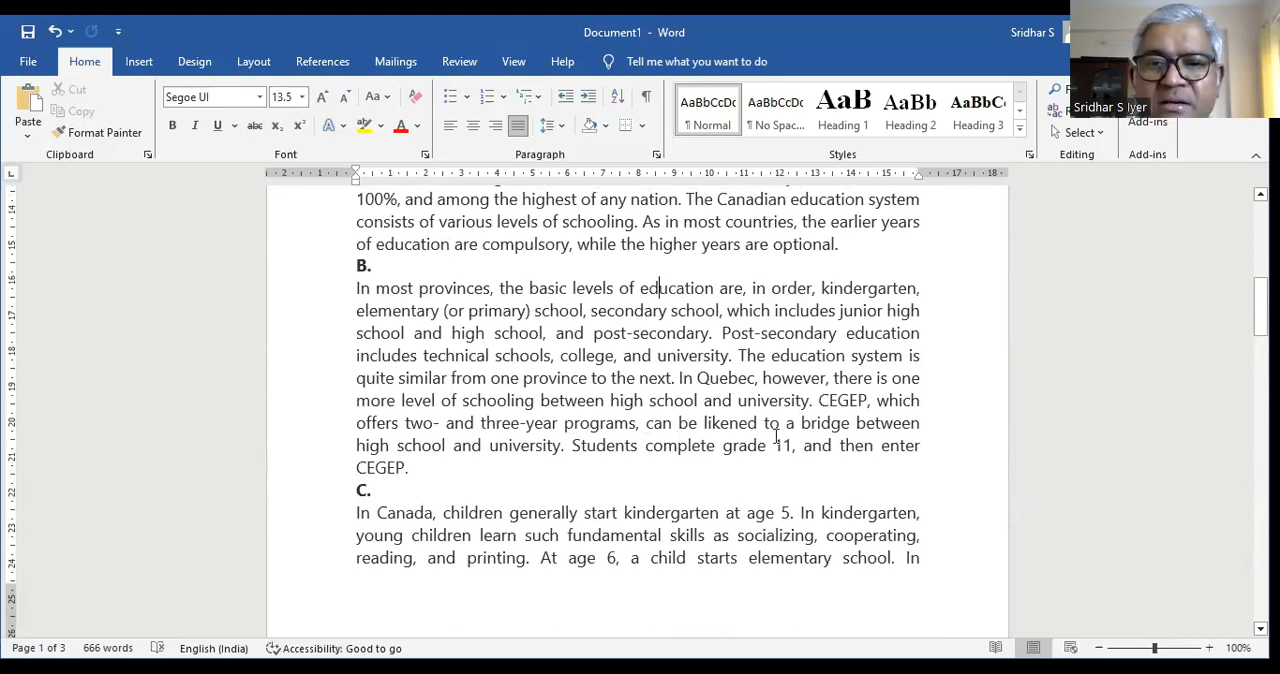 Document1 - Word
Sridhar S
File Home Insert Design Layout References Mailings Review View Help Tell me what you want to do
Cut
Copy
Paste
Format Painter
Segoe UI 13.5
AaBbCcDc AaBbCcDc AaB AaBb AaBbCc
¶ Normal ¶ No Spac... Heading 1 Heading 2 Heading 3
Select
Add-ins
Sridhar S Iyer
Clipboard Font Paragraph Styles Editing Add-ins
100%, and among the highest of any nation. The Canadian education system
consists of various levels of schooling. As in most countries, the earlier years
of education are compulsory, while the higher years are optional.
B.
In most provinces, the basic levels of education are, in order, kindergarten,
elementary (or primary) school, secondary school, which includes junior high
school and high school, and post-secondary. Post-secondary education
includes technical schools, college, and university. The education system is
quite similar from one province to the next. In Quebec, however, there is one
more level of schooling between high school and university. CEGEP, which
offers two- and three-year programs, can be likened to a bridge between
high school and university. Students complete grade 11, and then enter
CEGEP.
C.
In Canada, children generally start kindergarten at age 5. In kindergarten,
young children learn such fundamental skills as socializing, cooperating,
reading, and printing. At age 6, a child starts elementary school. In
Page 1 of 3 666 words English (India) Accessibility: Good to go 100%